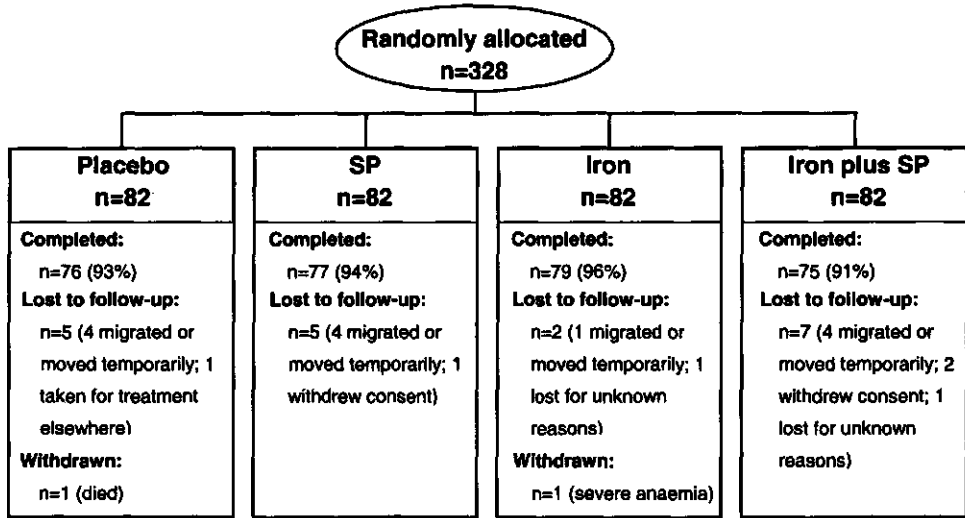 Randomly allocated
n=328
Placebo
n=82
Completed:
n=76 (93%)
Lost to follow-up:
n=5 (4 migrated or
moved temporarily; 1
taken for treatment
elsewhere)
Withdrawn:
n=1 (died)
SP
n=82
Completed:
n=77 (94%)
Lost to follow-up:
n=5 (4 migrated or
moved temporarily; 1
withdrew consent)
Iron
n=82
Completed:
n=79 (96%)
Lost to follow-up:
n=2 (1 migrated or
moved temporarily; 1
lost for unknown
reasons)
Withdrawn:
n=1 (severe anaemia)
Iron plus SP
n=82
Completed:
n=75 (91%)
Lost to follow-up:
n=7 (4 migrated or
moved temporarily; 2
withdrew consent; 1
lost for unknown
reasons)